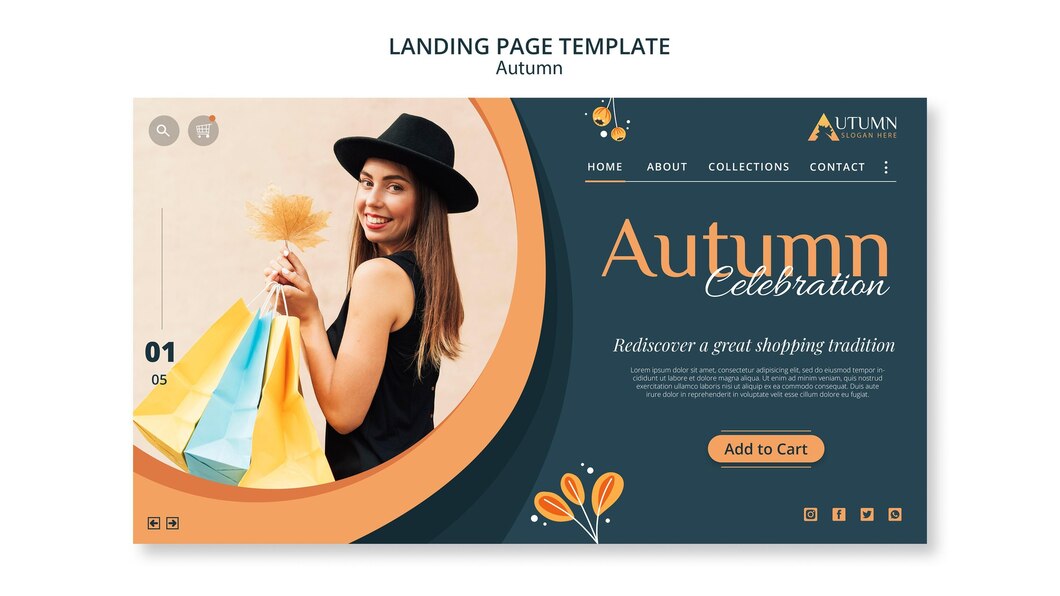 LANDING PAGE TEMPLATE
Autumn
AUTUMN
SLOGAN HERE
HOME ABOUT COLLECTIONS CONTACT
Autumn
Celebration
01
05
Rediscover a great shopping tradition
Lorem ipsum dolor sit amet, consectetur adipisicing elit, sed do eiusmod tempor in-
cididunt ut labore et dolore magna aliqua. Ut enim ad minim veniam, quis nostrud
exercitation ullamco laboris nisi ut aliquip ex ea commodo consequat. Duis aute
irure dolor in reprehenderit in voluptate velit esse cillum dolore eu fugiat.
Add to Cart